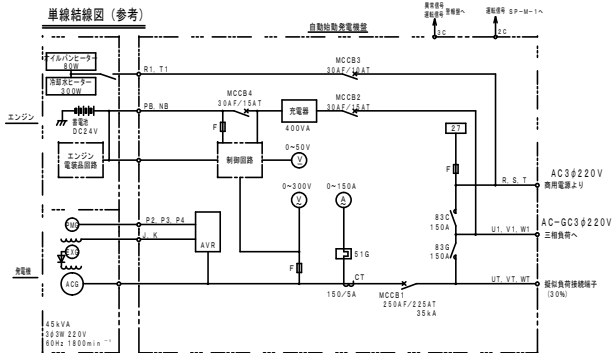 単線結線図（参考）
異常信号
運転信号 警報盤へ
3C
運転信号 SP-M-1へ
2C
自動始動発電機盤
オイルパンヒーター
80W
冷却水ヒーター
300W
R1, T1
MCCB3
30AF/10AT
PB, NB
MCCB4
30AF/15AT
充電器
400VA
MCCB2
30AF/15AT
エンジン
蓄電池
DC24V
F
27
エンジン
電装品回路
制御回路
0~50V
V
F
R, S, T
AC3φ220V
商用電源より
0~300V
V
0~150A
A
83C
150A
AC-GC3φ220V
U1, V1, W1
三相負荷へ
PMG
P2, P3, P4
J, K
AVR
51G
83G
150A
EXG
発電機
F
CT
150/5A
MCCB1
250AF/225AT
35kA
UT, VT, WT
擬似負荷接続端子
(30%)
ACG
45kVA
3φ3W 220V
60Hz 1800min⁻¹